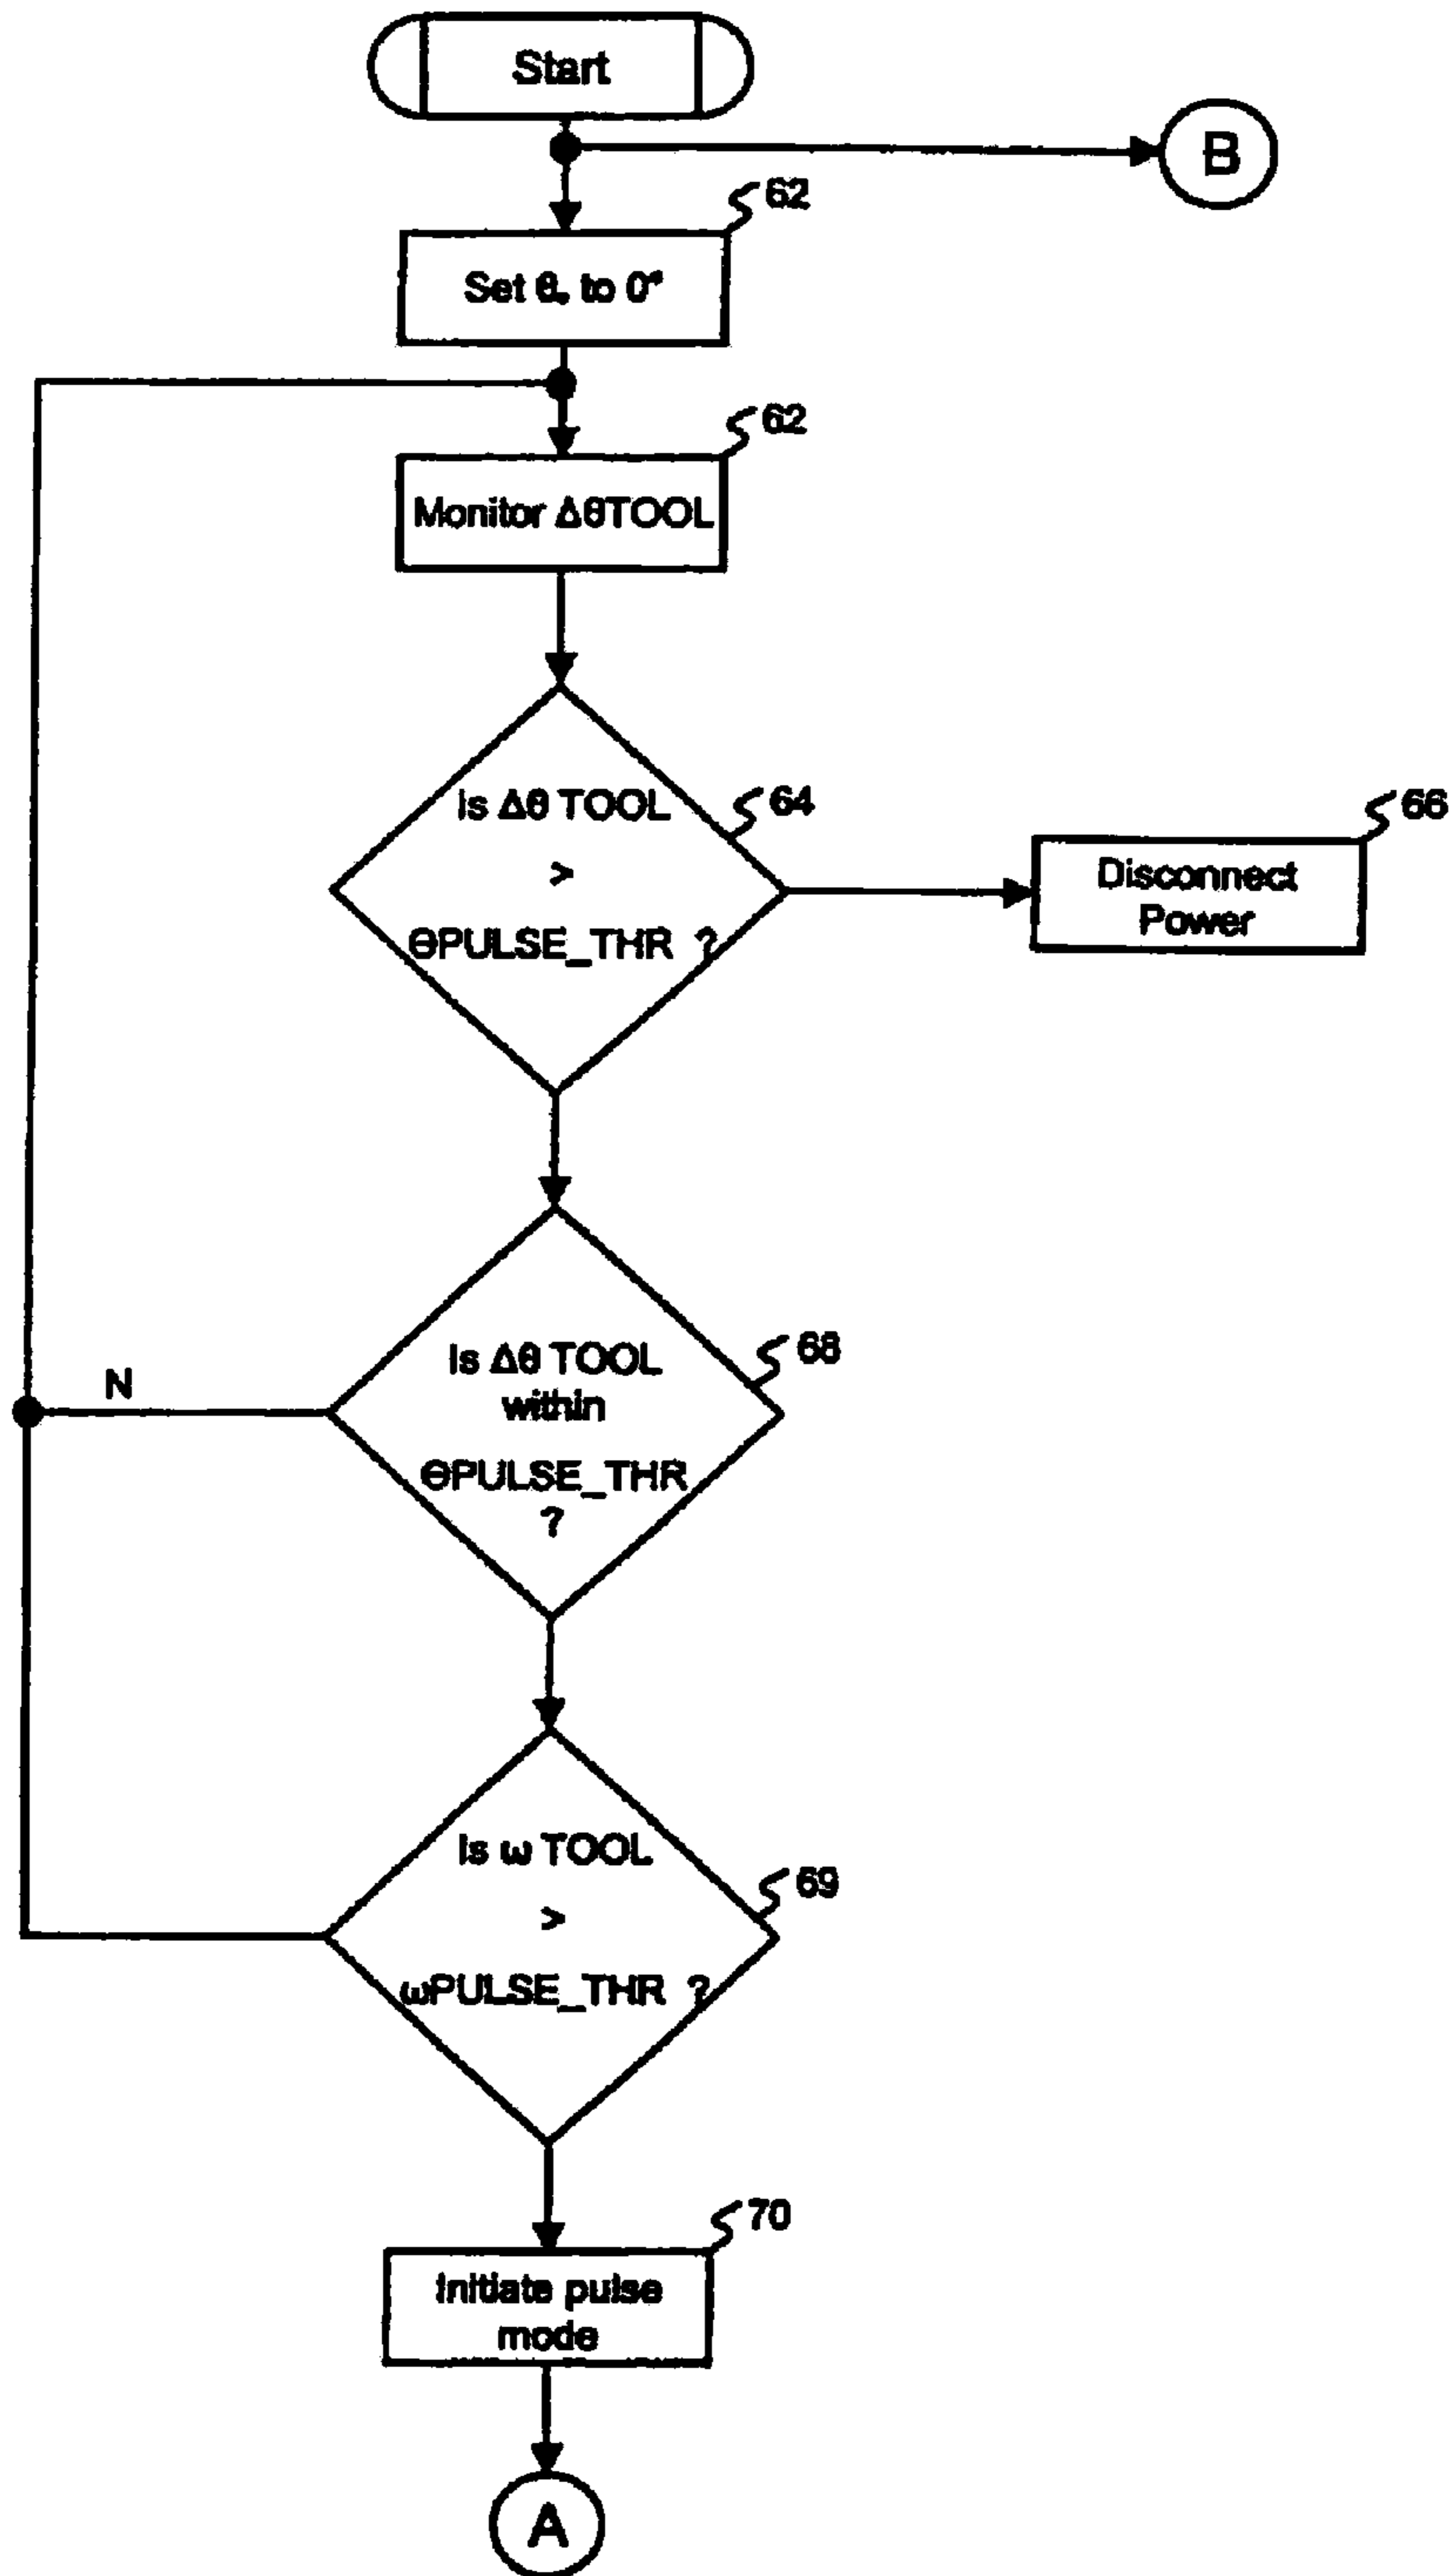 Start
B
62
Set θ₀ to 0°
62
Monitor ΔθTOOL
Is Δθ TOOL
64
>
ΘPULSE_THR ?
66
Disconnect
Power
68
Is Δθ TOOL
within
N
ΘPULSE_THR
?
Is ω TOOL
69
>
ωPULSE_THR ?
70
Initiate pulse
mode
A